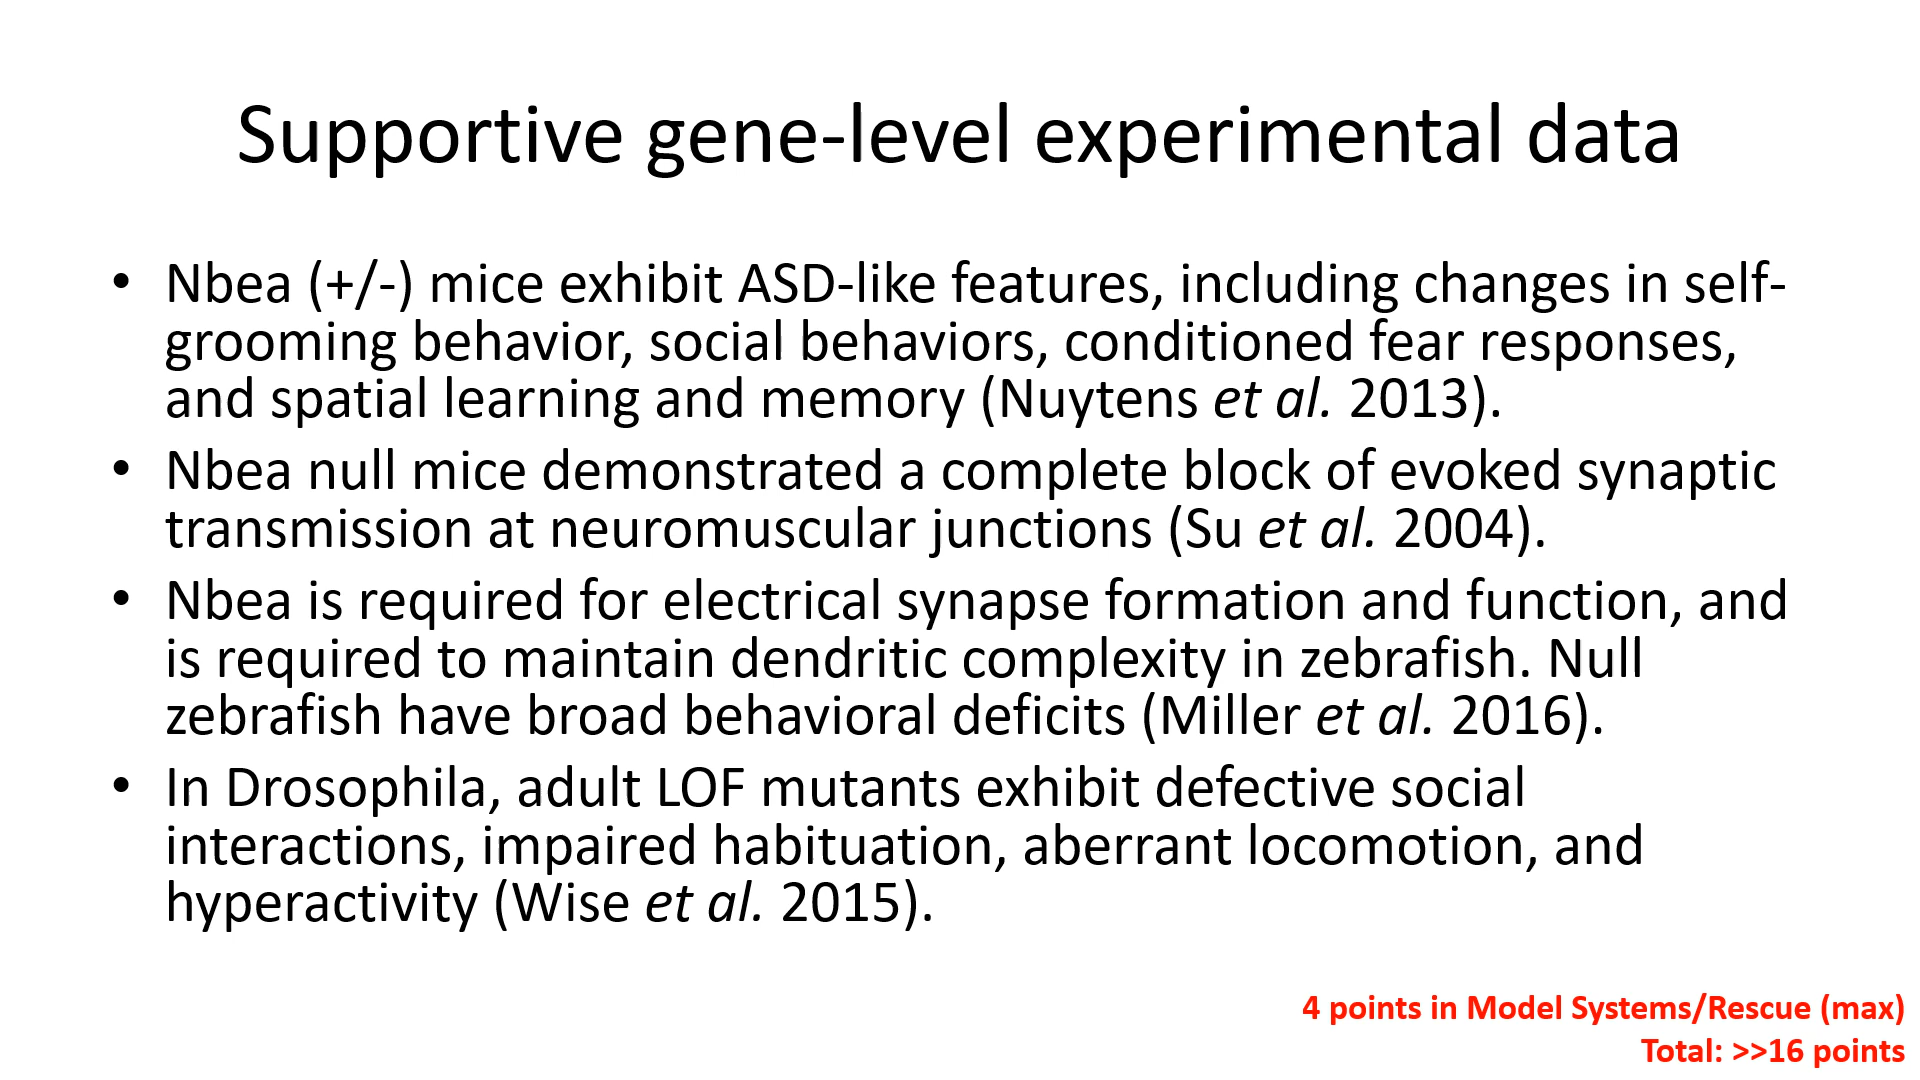 Supportive gene-level experimental data
• Nbea (+/-) mice exhibit ASD-like features, including changes in self-
grooming behavior, social behaviors, conditioned fear responses,
and spatial learning and memory (Nuytens et al. 2013).
• Nbea null mice demonstrated a complete block of evoked synaptic
transmission at neuromuscular junctions (Su et al. 2004).
• Nbea is required for electrical synapse formation and function, and
is required to maintain dendritic complexity in zebrafish. Null
zebrafish have broad behavioral deficits (Miller et al. 2016).
• In Drosophila, adult LOF mutants exhibit defective social
interactions, impaired habituation, aberrant locomotion, and
hyperactivity (Wise et al. 2015).
4 points in Model Systems/Rescue (max)
Total: >>16 points